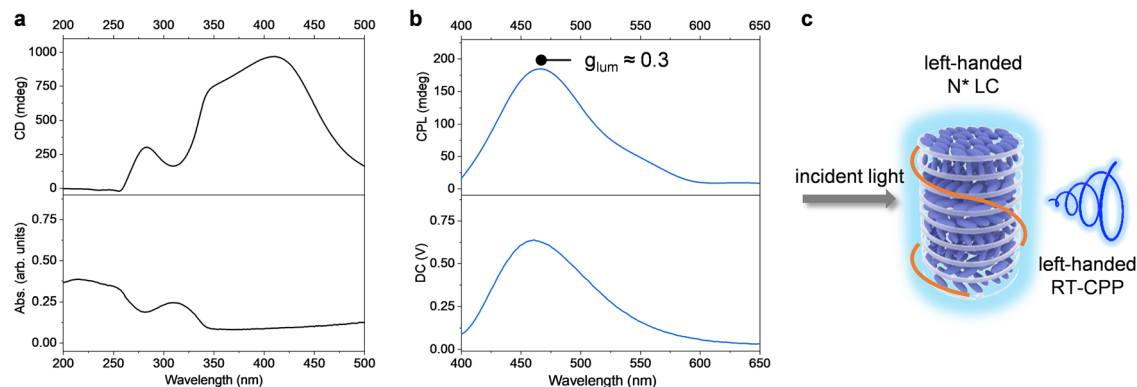 a
200 250 300 350 400 450 500
CD (mdeg)
1000
750
500
250
0
Abs. (arb. units)
0.75
0.50
0.25
0.00
200 250 300 350 400 450 500
Wavelength (nm)
b
400 450 500 550 600 650
CPL (mdeg)
200
150
100
50
0
glum ≈ 0.3
DC (V)
0.75
0.50
0.25
0.00
400 450 500 550 600 650
Wavelength (nm)
c
left-handed
N* LC
incident light
left-handed
RT-CPP